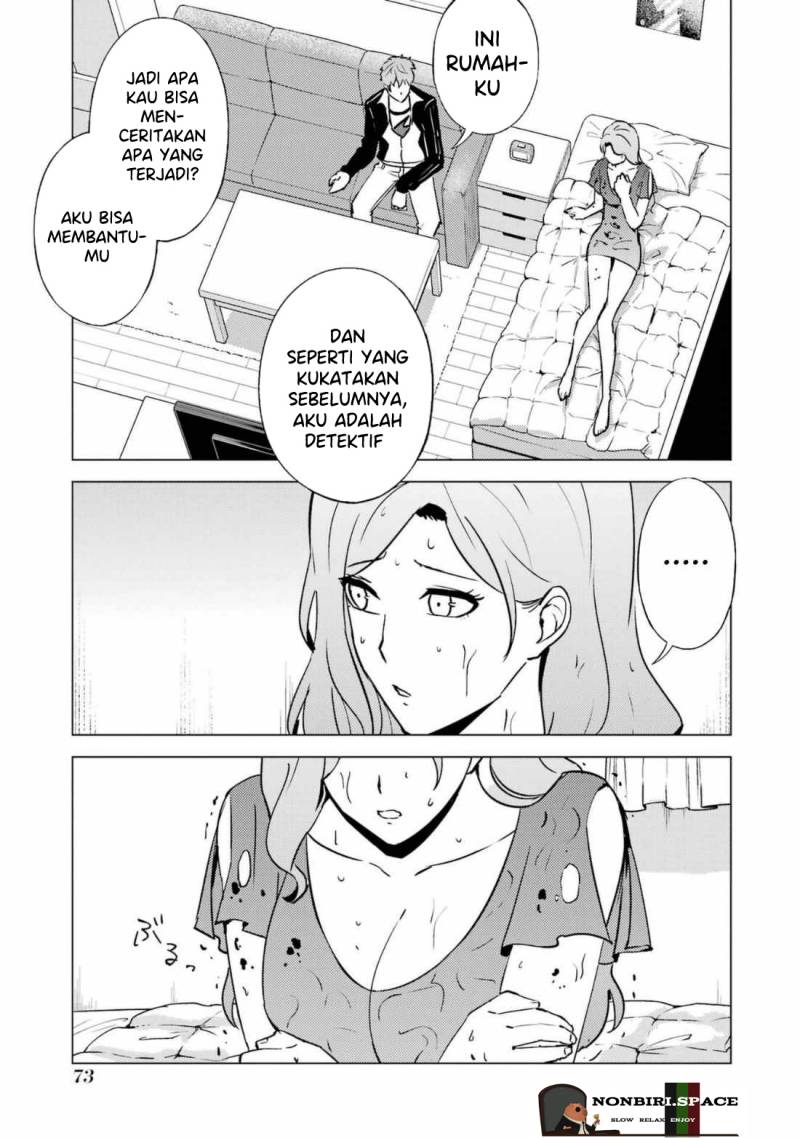 INI
RUMAH-
KU
JADI APA
KAU BISA
MEN-
CERITAKAN
APA YANG
TERJADI?
AKU BISA
MEMBANTU-
MU
DAN
SEPERTI YANG
KUKATAKAN
SEBELUMNYA,
AKU ADALAH
DETEKTIF
.....
ぶるっ
73
NONBIRI.SPACE
SLOW RELAX ENJOY